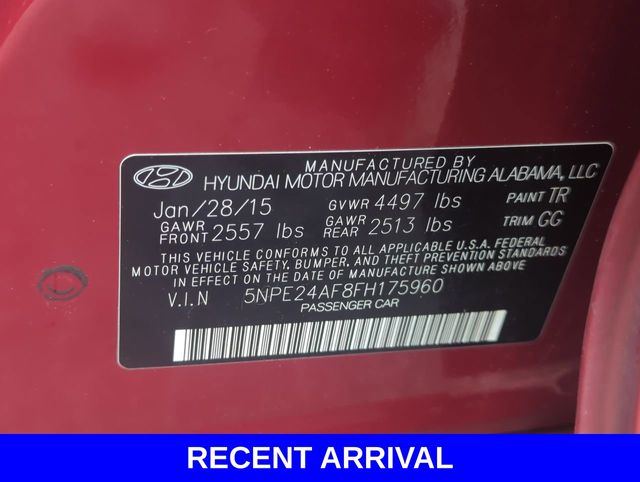 MANUFACTURED BY
HYUNDAI MOTOR MANUFACTURING ALABAMA, LLC
Jan/28/15 GVWR 4497 lbs PAINT TR
GAWR FRONT 2557 lbs GAWR REAR 2513 lbs TRIM GG
THIS VEHICLE CONFORMS TO ALL APPLICABLE U.S.A. FEDERAL
MOTOR VEHICLE SAFETY, BUMPER, AND THEFT PREVENTION STANDARDS
IN EFFECT ON THE DATE OF MANUFACTURE SHOWN ABOVE.
V.I.N 5NPE24AF8FH175960
PASSENGER CAR
RECENT ARRIVAL